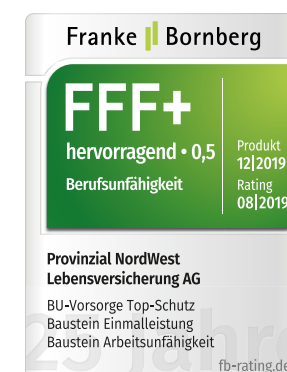 Franke Bornberg
FFF+
hervorragend • 0,5
Berufsunfähigkeit
Produkt
12|2019
Rating
08|2019
Provinzial NordWest
Lebensversicherung AG
BU-Vorsorge Top-Schutz
Baustein Einmalleistung
Baustein Arbeitsunfähigkeit
25 Jahre
fb-rating.de